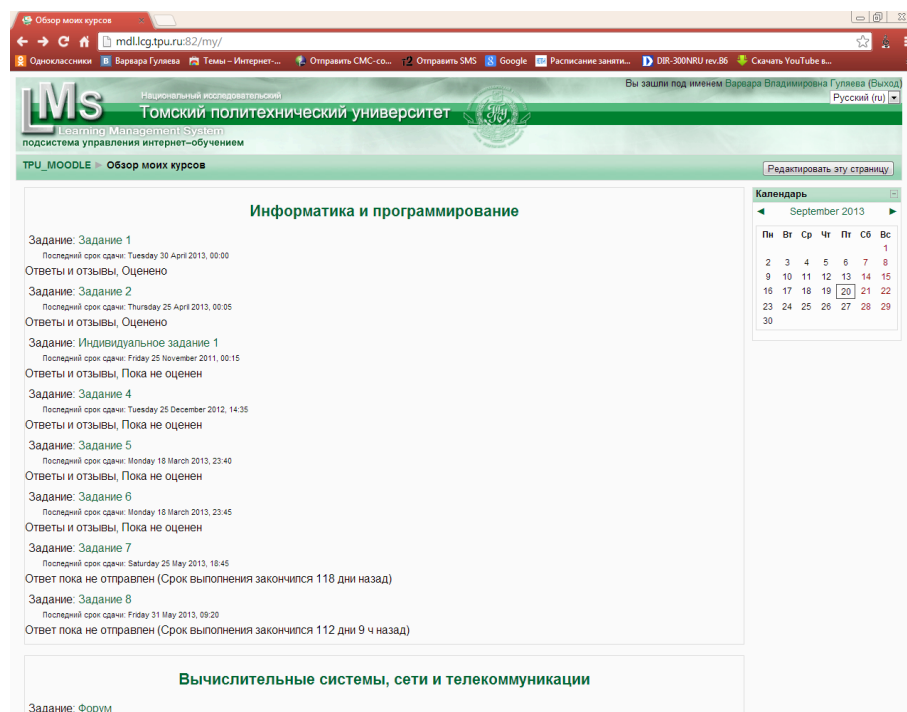 Обзор моих курсов
mdl.lcg.tpu.ru:82/my/
Одноклассники Варвара Гуляева Темы – Интернет-... Отправить СМС-со... Отправить SMS Google Расписание заняти... DIR-300NRU rev.B6 Скачать YouTube в...
Вы зашли под именем Варвара Владимировна Гуляева (Выход)
Русский (ru)
LMS
Национальный исследовательский
Томский политехнический университет
Learning Management System
подсистема управления интернет–обучением
TPU_MOODLE ► Обзор моих курсов
Редактировать эту страницу
Информатика и программирование
Задание: Задание 1
Последний срок сдачи: Tuesday 30 April 2013, 00:00
Ответы и отзывы, Оценено
Задание: Задание 2
Последний срок сдачи: Thursday 25 April 2013, 00:05
Ответы и отзывы, Оценено
Задание: Индивидуальное задание 1
Последний срок сдачи: Friday 25 November 2011, 00:15
Ответы и отзывы, Пока не оценен
Задание: Задание 4
Последний срок сдачи: Tuesday 25 December 2012, 14:35
Ответы и отзывы, Пока не оценен
Задание: Задание 5
Последний срок сдачи: Monday 18 March 2013, 23:40
Ответы и отзывы, Пока не оценен
Задание: Задание 6
Последний срок сдачи: Monday 18 March 2013, 23:45
Ответы и отзывы, Пока не оценен
Задание: Задание 7
Последний срок сдачи: Saturday 25 May 2013, 18:45
Ответ пока не отправлен (Срок выполнения закончился 118 дни назад)
Задание: Задание 8
Последний срок сдачи: Friday 31 May 2013, 09:20
Ответ пока не отправлен (Срок выполнения закончился 112 дни 9 ч назад)
Вычислительные системы, сети и телекоммуникации
Задание: Форум
Календарь
◄ September 2013 ►
Пн Вт Ср Чт Пт Сб Вс
1
2 3 4 5 6 7 8
9 10 11 12 13 14 15
16 17 18 19 20 21 22
23 24 25 26 27 28 29
30